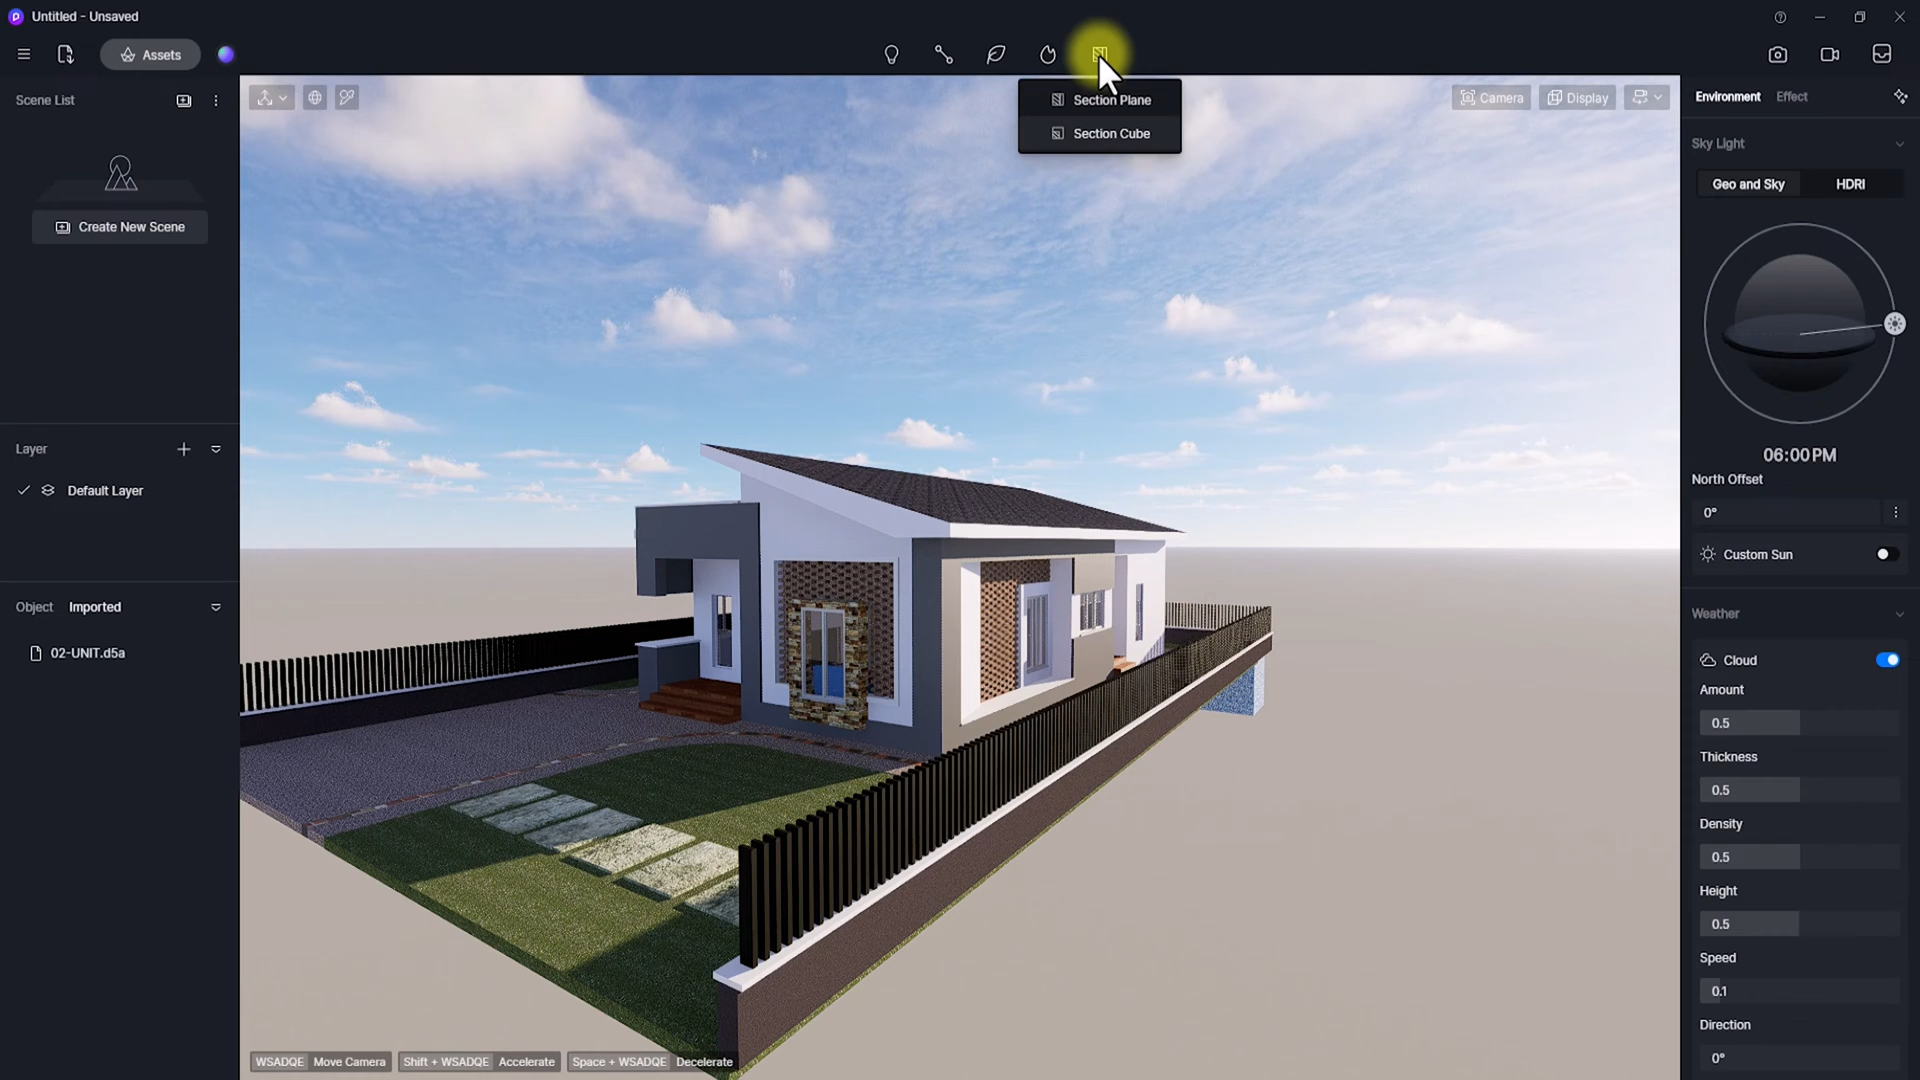 Untitled - Unsaved
Assets
Scene List
Create New Scene
Layer
Default Layer
Object Imported
02-UNIT.d5a
Section Plane
Section Cube
Camera
Display
WSADQE Move Camera
Shift + WSADQE Accelerate
Space + WSADQE Decelerate
Environment Effect
Sky Light
Geo and Sky
HDRI
06:00PM
North Offset
0°
Custom Sun
Weather
Cloud
Amount
0.5
Thickness
0.5
Density
0.5
Height
0.5
Speed
0.1
Direction
0°